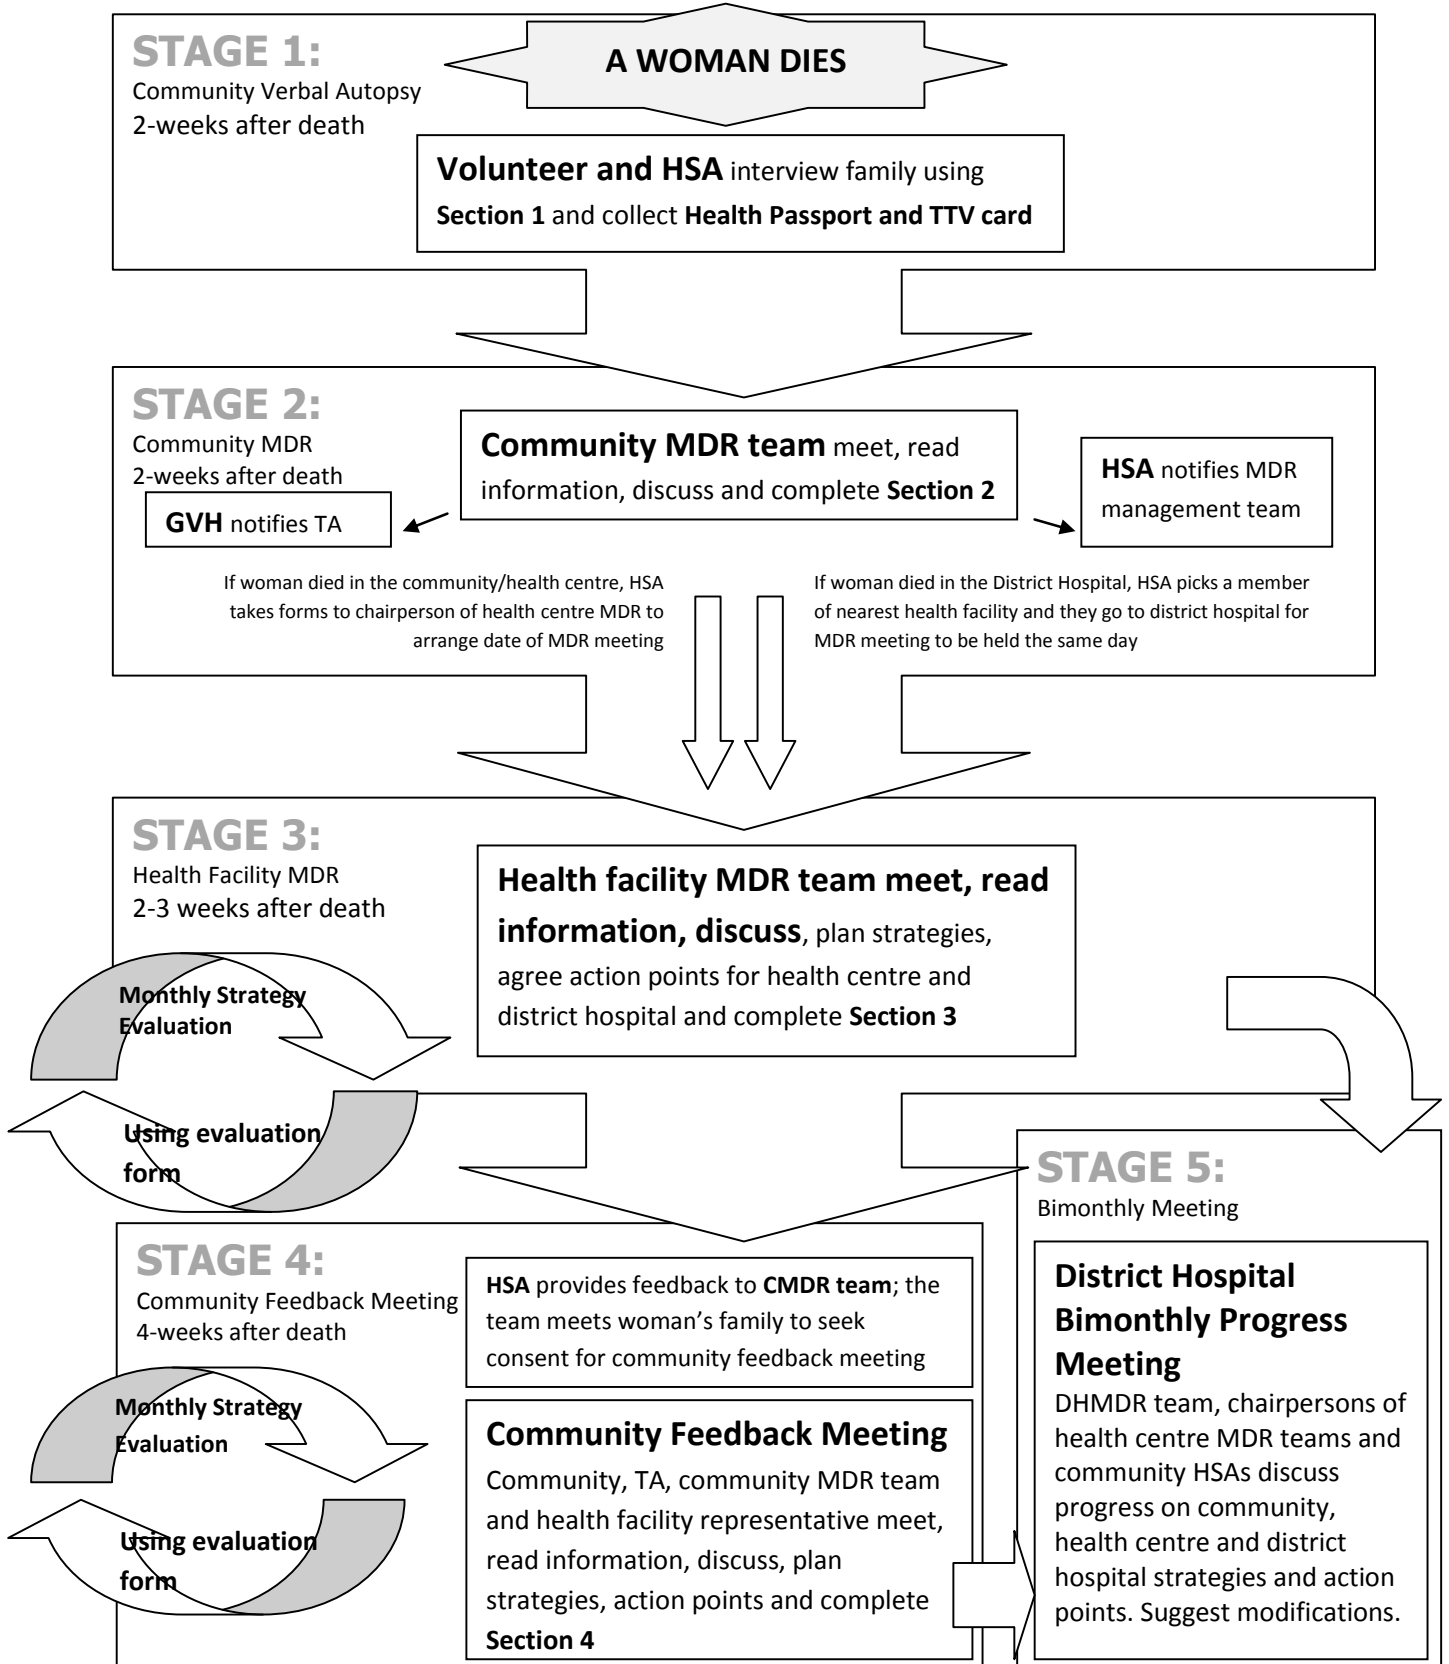 STAGE 1:
Community Verbal Autopsy
2-weeks after death
A WOMAN DIES
Volunteer and HSA interview family using
Section 1 and collect Health Passport and TTV card
STAGE 2:
Community MDR
2-weeks after death
GVH notifies TA
Community MDR team meet, read
information, discuss and complete Section 2
HSA notifies MDR
management team
If woman died in the community/health centre, HSA
takes forms to chairperson of health centre MDR to
arrange date of MDR meeting
If woman died in the District Hospital, HSA picks a member
of nearest health facility and they go to district hospital for
MDR meeting to be held the same day
STAGE 3:
Health Facility MDR
2-3 weeks after death
Health facility MDR team meet, read
information, discuss, plan strategies,
agree action points for health centre and
district hospital and complete Section 3
Monthly Strategy
Evaluation
Using evaluation
form
STAGE 4:
Community Feedback Meeting
4-weeks after death
HSA provides feedback to CMDR team; the
team meets woman’s family to seek
consent for community feedback meeting
Monthly Strategy
Evaluation
Using evaluation
form
Community Feedback Meeting
Community, TA, community MDR team
and health facility representative meet,
read information, discuss, plan
strategies, action points and complete
Section 4
STAGE 5:
Bimonthly Meeting
District Hospital
Bimonthly Progress
Meeting
DHMDR team, chairpersons of
health centre MDR teams and
community HSAs discuss
progress on community,
health centre and district
hospital strategies and action
points. Suggest modifications.